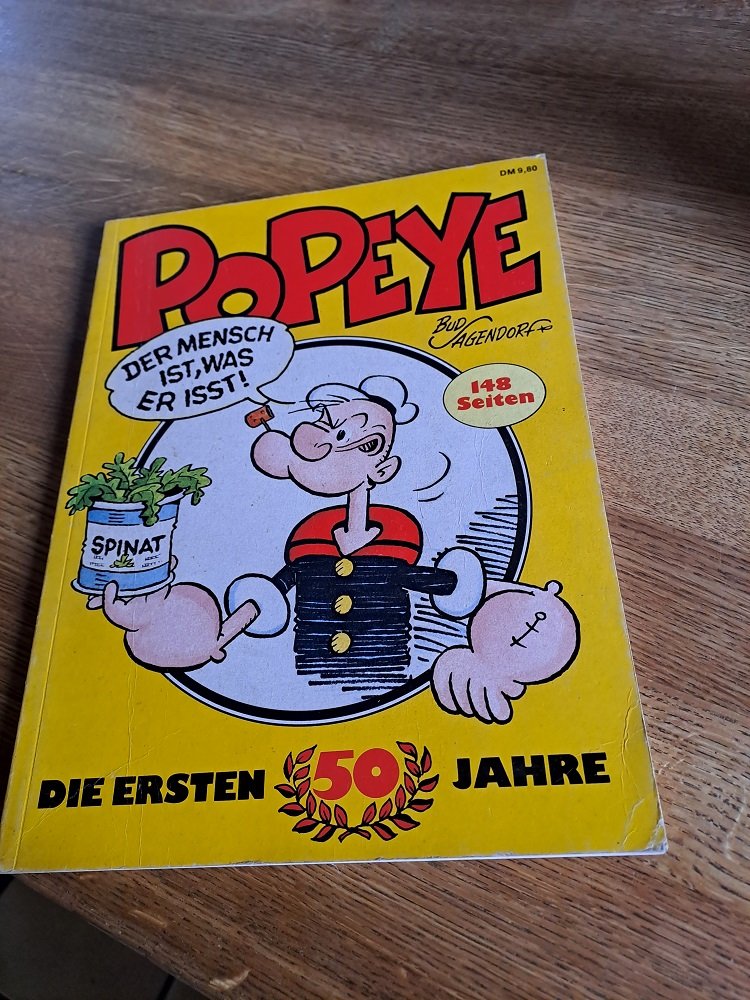 DM 9,80
POPEYE
BUD
SAGENDORF
DER MENSCH
IST, WAS
ER ISST!
148
Seiten
SPINAT
DIE ERSTEN 50 JAHRE